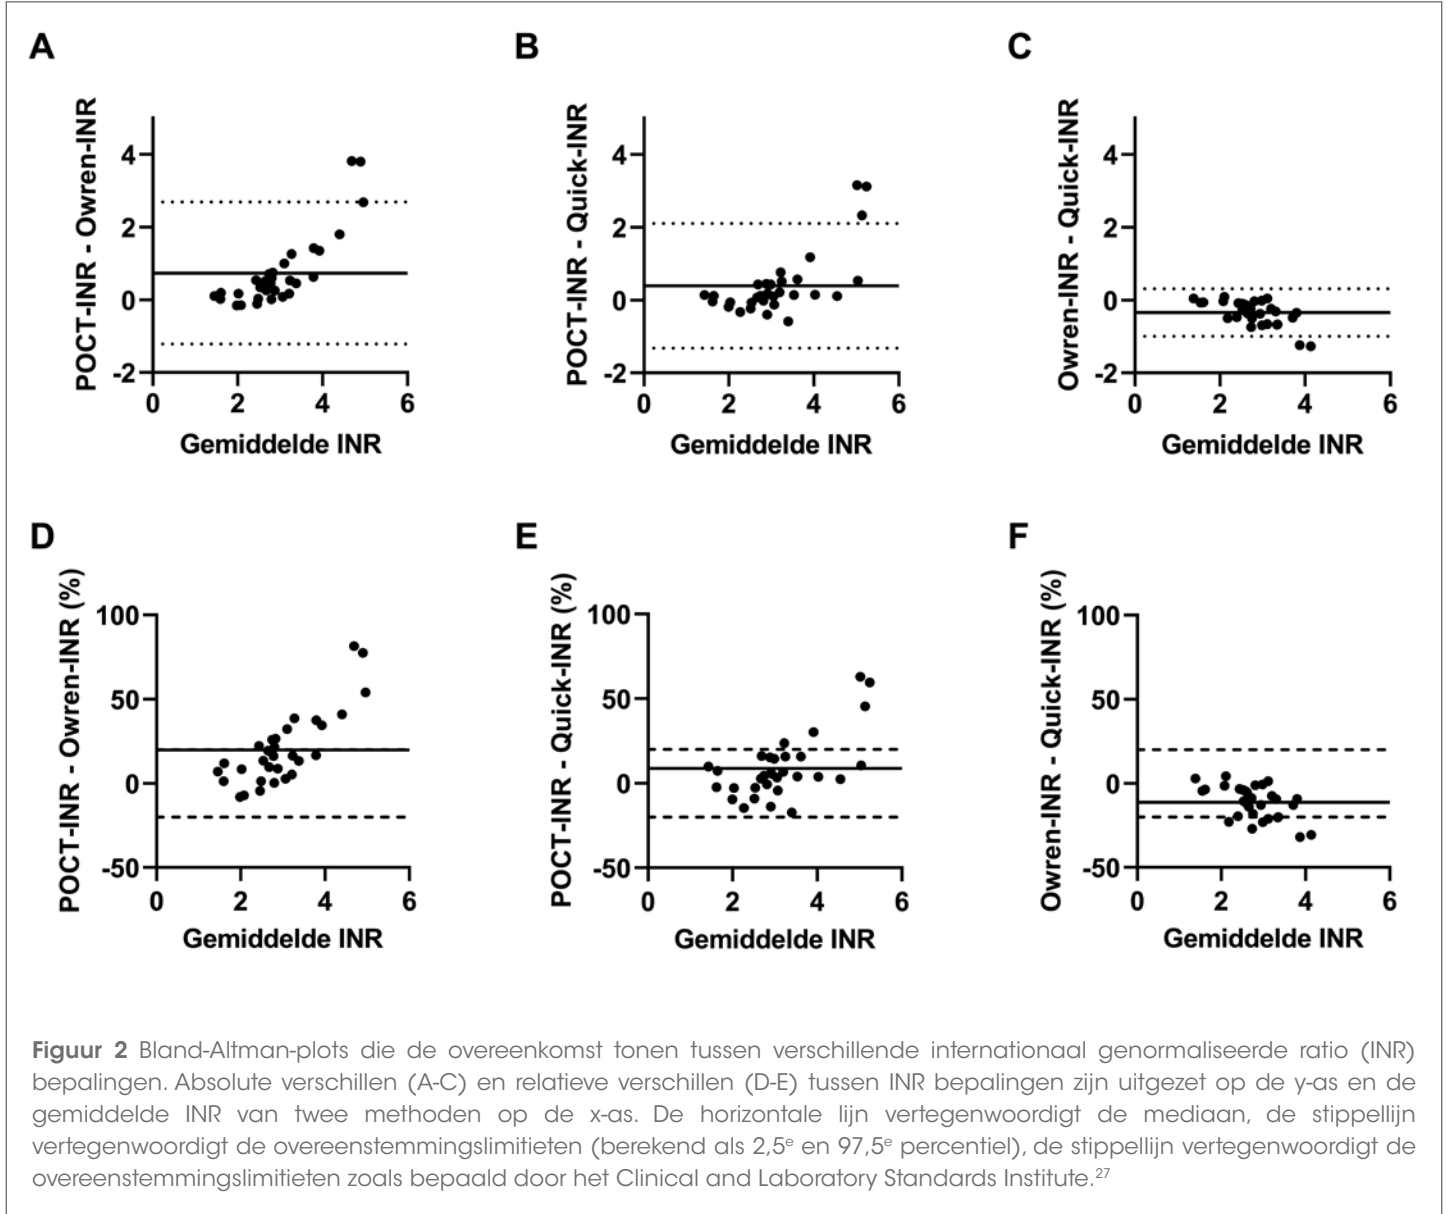 A
POCT-INR - Owren-INR
4
2
0
-2
0 2 4 6
Gemiddelde INR
B
POCT-INR - Quick-INR
4
2
0
-2
0 2 4 6
Gemiddelde INR
C
Owren-INR - Quick-INR
4
2
0
-2
0 2 4 6
Gemiddelde INR
D
POCT-INR - Owren-INR (%)
100
50
0
-50
0 2 4 6
Gemiddelde INR
E
POCT-INR - Quick-INR (%)
100
50
0
-50
0 2 4 6
Gemiddelde INR
F
Owren-INR - Quick-INR (%)
100
50
0
-50
0 2 4 6
Gemiddelde INR
Figuur 2 Bland-Altman-plots die de overeenkomst tonen tussen verschillende internationaal genormaliseerde ratio (INR)
bepalingen. Absolute verschillen (A-C) en relatieve verschillen (D-E) tussen INR bepalingen zijn uitgezet op de y-as en de
gemiddelde INR van twee methoden op de x-as. De horizontale lijn vertegenwoordigt de mediaan, de stippellijn
vertegenwoordigt de overeenstemmingslimitieten (berekend als 2,5ᵉ en 97,5ᵉ percentiel), de stippellijn vertegenwoordigt de
overeenstemmingslimitieten zoals bepaald door het Clinical and Laboratory Standards Institute.²⁷